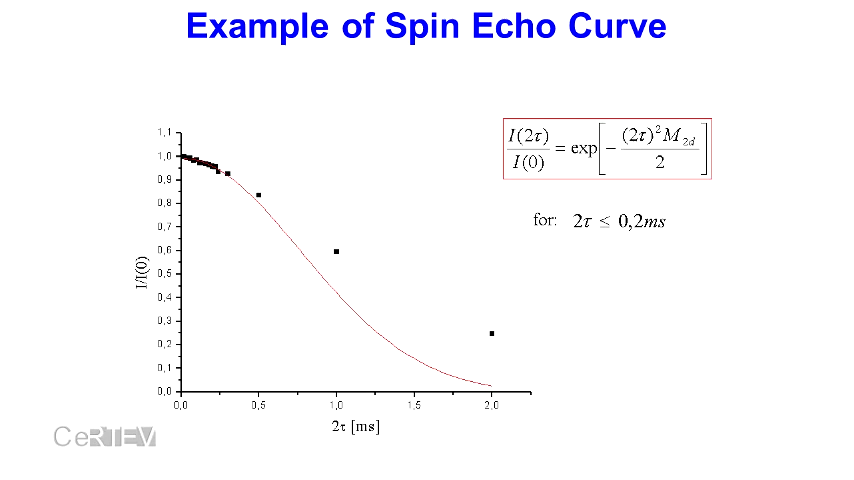 Example of Spin Echo Curve
I(2τ)/I(0) = exp[−(2τ)²M₂d/2]
for: 2τ ≤ 0,2ms
1,1
1,0
0,9
0,8
0,7
0,6
0,5
0,4
0,3
0,2
0,1
0,0
I/I(0)
0,0 0,5 1,0 1,5 2,0
2τ [ms]
CeRTEV